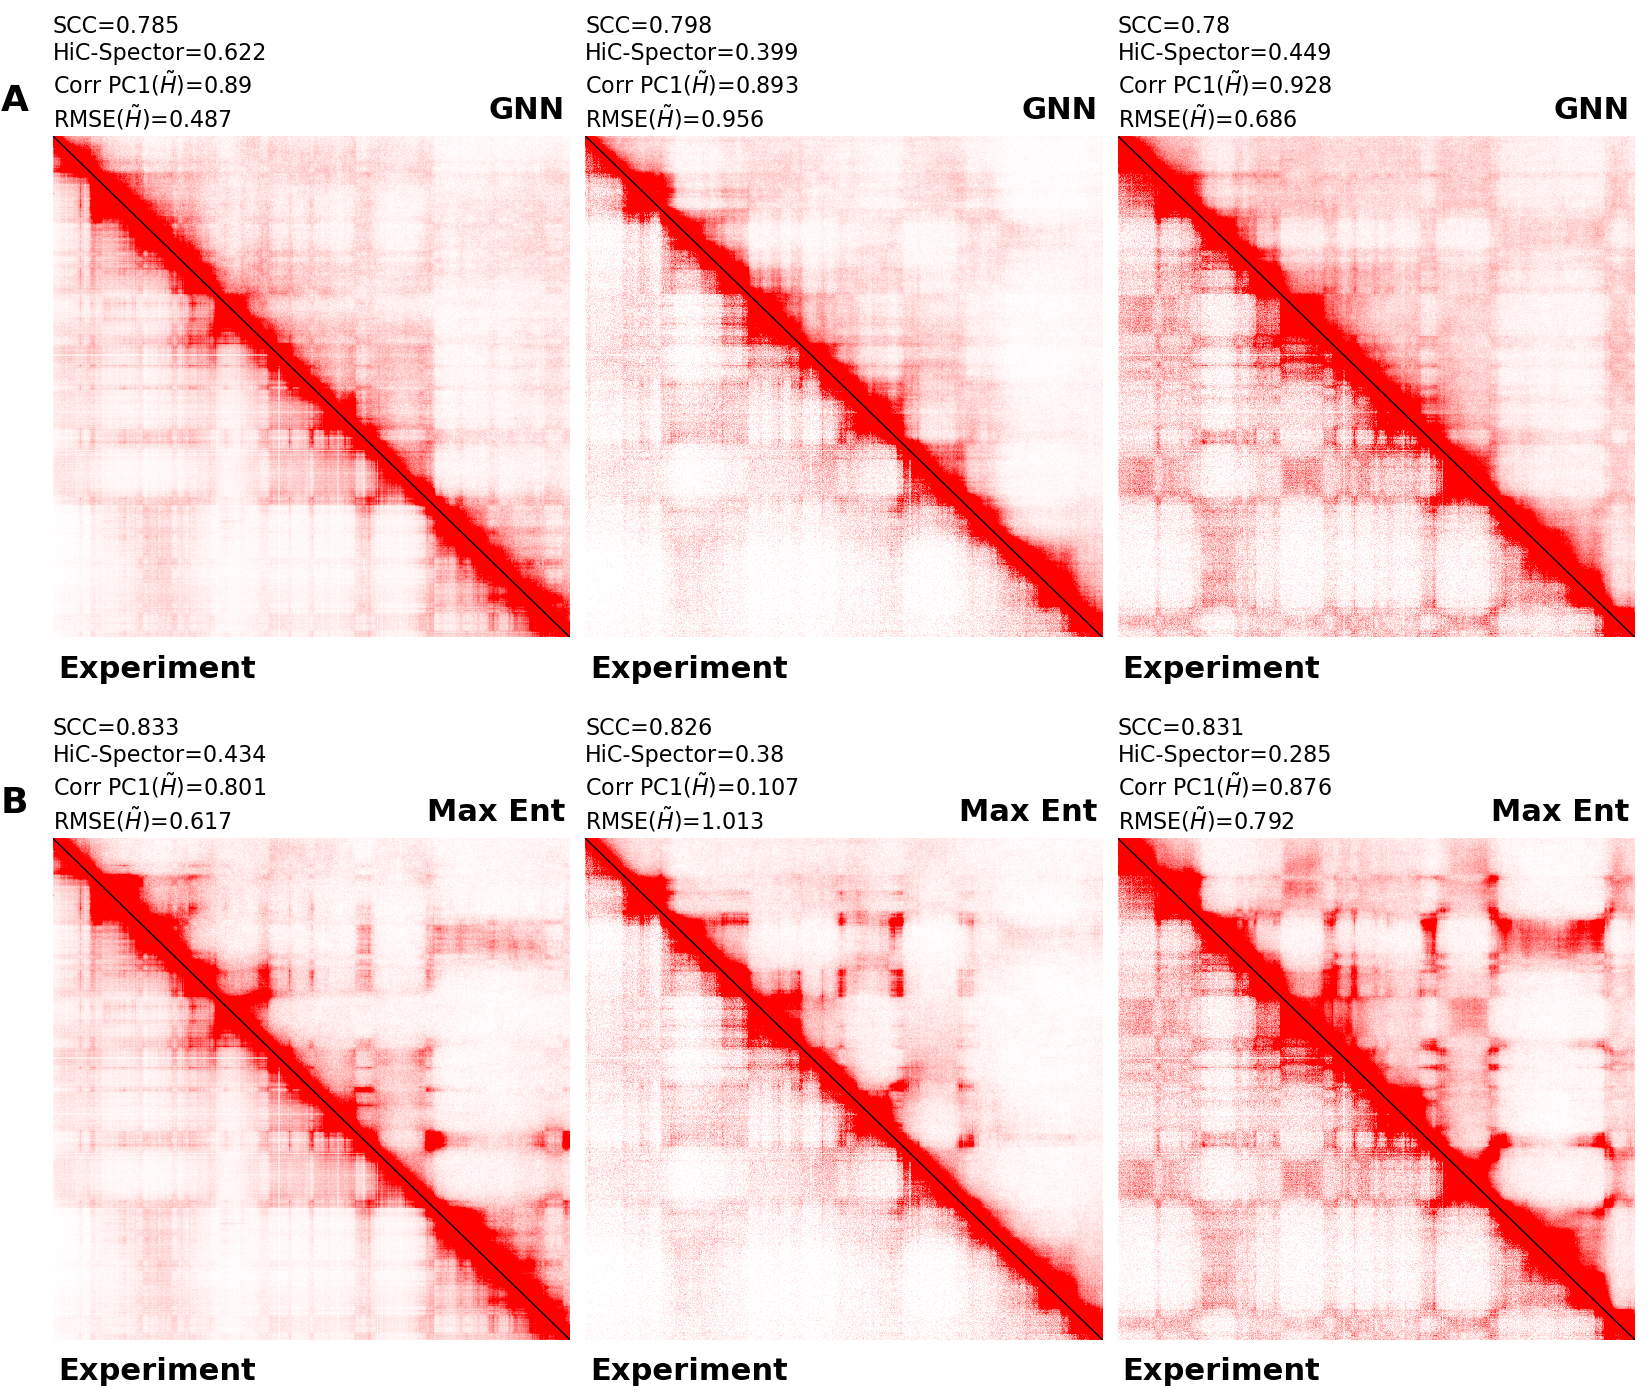 A
SCC=0.785
HiC-Spector=0.622
Corr PC1(H̃)=0.89
RMSE(H̃)=0.487
GNN
Experiment
SCC=0.798
HiC-Spector=0.399
Corr PC1(H̃)=0.893
RMSE(H̃)=0.956
GNN
Experiment
SCC=0.78
HiC-Spector=0.449
Corr PC1(H̃)=0.928
RMSE(H̃)=0.686
GNN
Experiment
B
SCC=0.833
HiC-Spector=0.434
Corr PC1(H̃)=0.801
RMSE(H̃)=0.617
Max Ent
Experiment
SCC=0.826
HiC-Spector=0.38
Corr PC1(H̃)=0.107
RMSE(H̃)=1.013
Max Ent
Experiment
SCC=0.831
HiC-Spector=0.285
Corr PC1(H̃)=0.876
RMSE(H̃)=0.792
Max Ent
Experiment